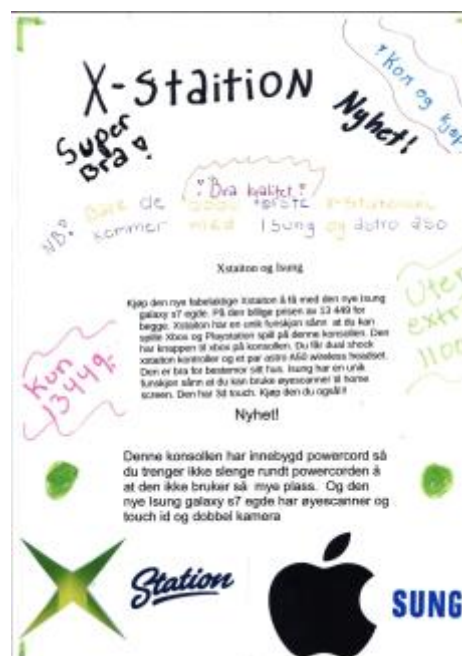 X-Staition
! Kom og kjøp
Nyhet!
Super
Bra!
! Bra kvalitet!
NB! Bare de første X-Staitionene
kommer med Isung og astro a50
Xstaiton og Isung
Kjøp den nye fabelaktige Xstaiton å få med den nye Isung
galaxy s7 egde. På den billige prisen av 13 449 for
begge. Xstaiton har en unik funskjon sånn at du kan
spille Xbox og Playstation spill på denne konsollen. Den
har knappen til xbox på konsollen. Du får dual shock
xstaiton kontroller og et par astro A50 wireless headset.
Den er bra for bestemor sitt hus. Isung har en unik
funskjon sånn at du kan bruke øyescanner til home
screen. Den har 3d touch. Kjøp den du også!!
Kun
13449,-
Uten
extr
Nyhet!
Denne konsollen har innebygd powercord så
du trenger ikke slenge rundt powercorden å
at den ikke bruker så mye plass. Og den
nye Isung galaxy s7 egde har øyescanner og
touch id og dobbel kamera
Station
SUNG